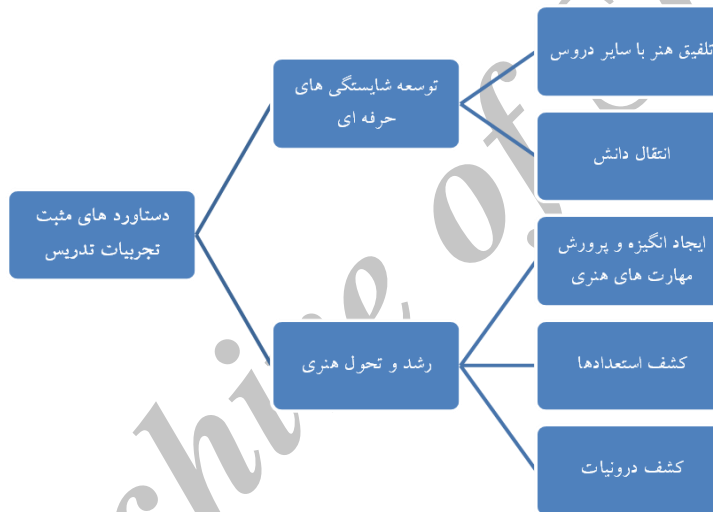 تلفیق هنر با سایر دروس
توسعه شایستگی های
حرفه ای
انتقال دانش
دستاورد های مثبت
تجربیات تدریس
ایجاد انگیزه و پرورش
مهارت های هنری
رشد و تحول هنری
کشف استعدادها
کشف درونیات